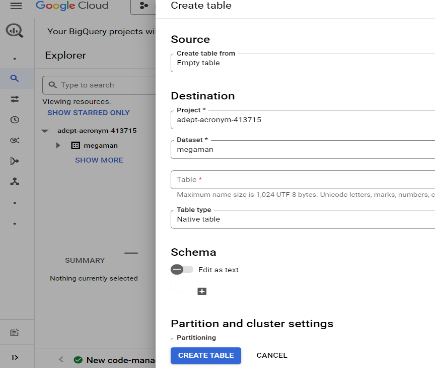 Google Cloud
Create table
Your BigQuery projects wi
Explorer
Type to search
Viewing resources.
SHOW STARRED ONLY
adept-acronym-413715
megaman
SHOW MORE
SUMMARY
Nothing currently selected
New code-mana
Source
Create table from
Empty table
Destination
Project *
adept-acronym-413715
Dataset *
megaman
Table *
Maximum name size is 1,024 UTF-8 bytes. Unicode letters, marks, numbers, c
Table type
Native table
Schema
Edit as text
Partition and cluster settings
Partitioning
CREATE TABLE
CANCEL